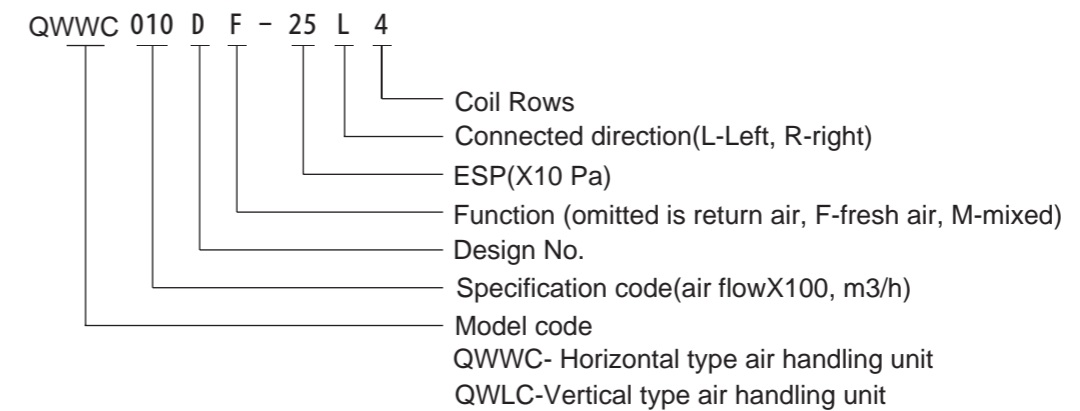 QWWC 010 D F - 25 L 4
Coil Rows
Connected direction(L-Left, R-right)
ESP(X10 Pa)
Function (omitted is return air, F-fresh air, M-mixed)
Design No.
Specification code(air flowX100, m3/h)
Model code
QWWC- Horizontal type air handling unit
QWLC-Vertical type air handling unit